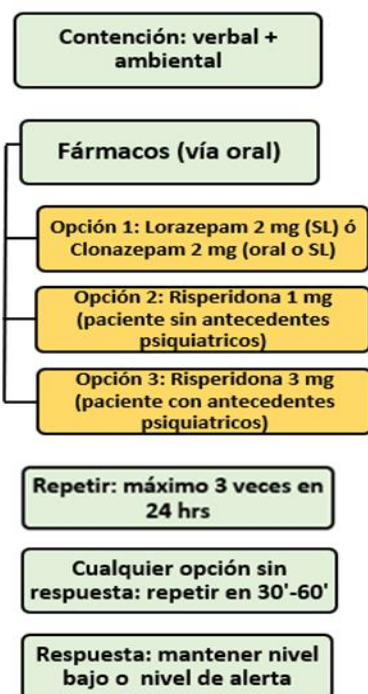 Contención: verbal +
ambiental
Fármacos (vía oral)
Opción 1: Lorazepam 2 mg (SL) ó
Clonazepam 2 mg (oral o SL)
Opción 2: Risperidona 1 mg
(paciente sin antecedentes
psiquiatricos)
Opción 3: Risperidona 3 mg
(paciente con antecedentes
psiquiatricos)
Repetir: máximo 3 veces en
24 hrs
Cualquier opción sin
respuesta: repetir en 30'-60'
Respuesta: mantener nivel
bajo o nivel de alerta